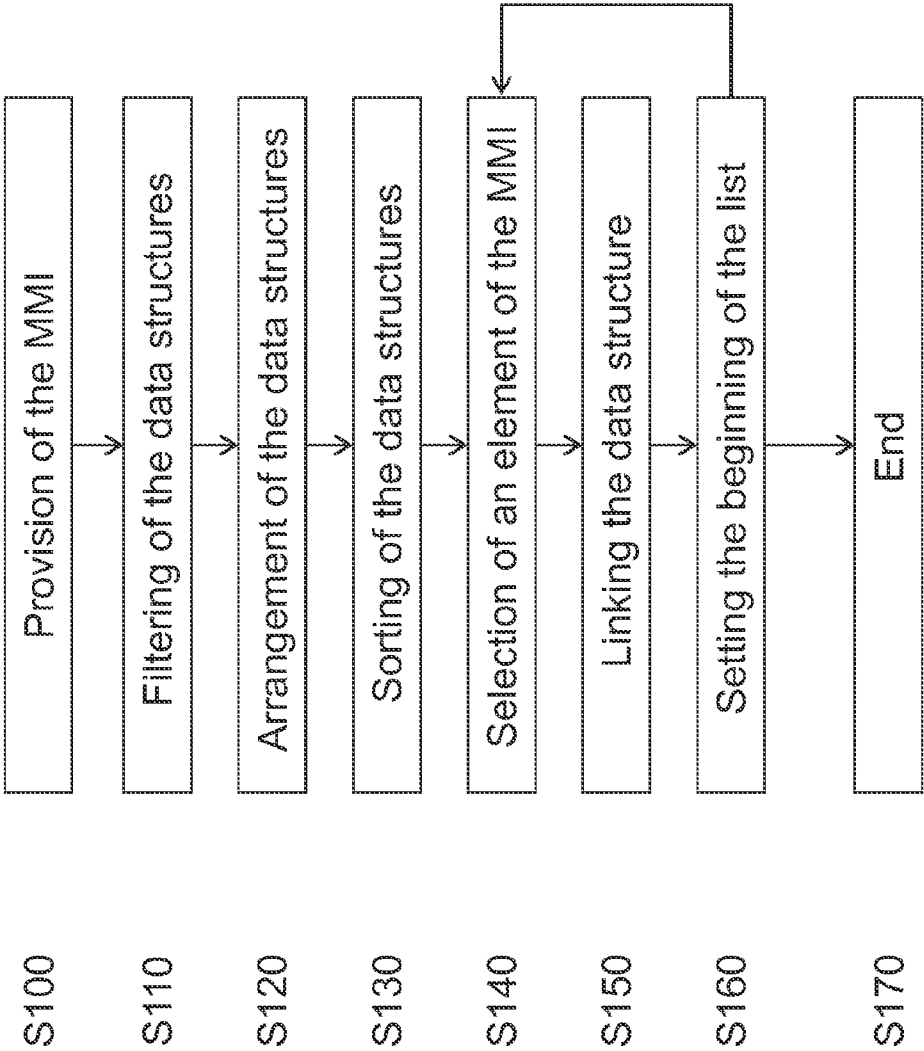 S100
Provision of the MMI
S110
Filtering of the data structures
S120
Arrangement of the data structures
S130
Sorting of the data structures
S140
Selection of an element of the MMI
S150
Linking the data structure
S160
Setting the beginning of the list
S170
End